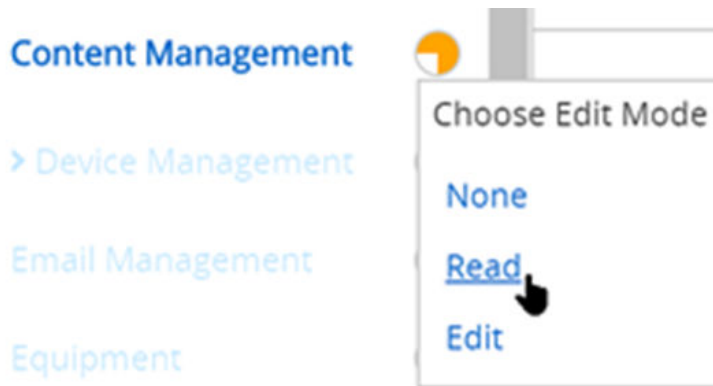 Content Management
Choose Edit Mode
> Device Management
None
Email Management
Read
Edit
Equipment